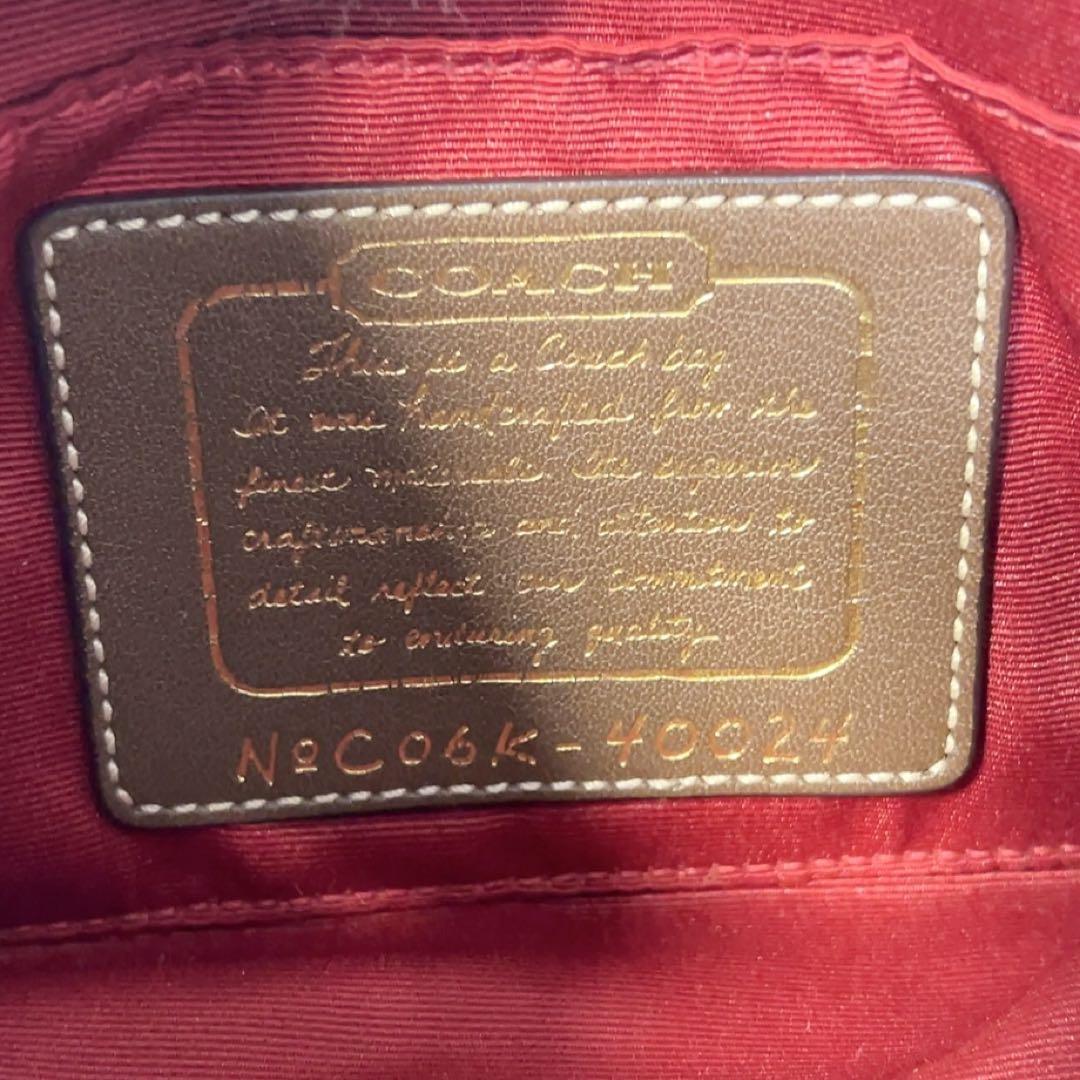 COACH
This is a Coach bag
It was handcrafted from the
finest materials. The superior
craftsmanship and attention to
detail reflect our commitment
to enduring quality
No C06K-40024